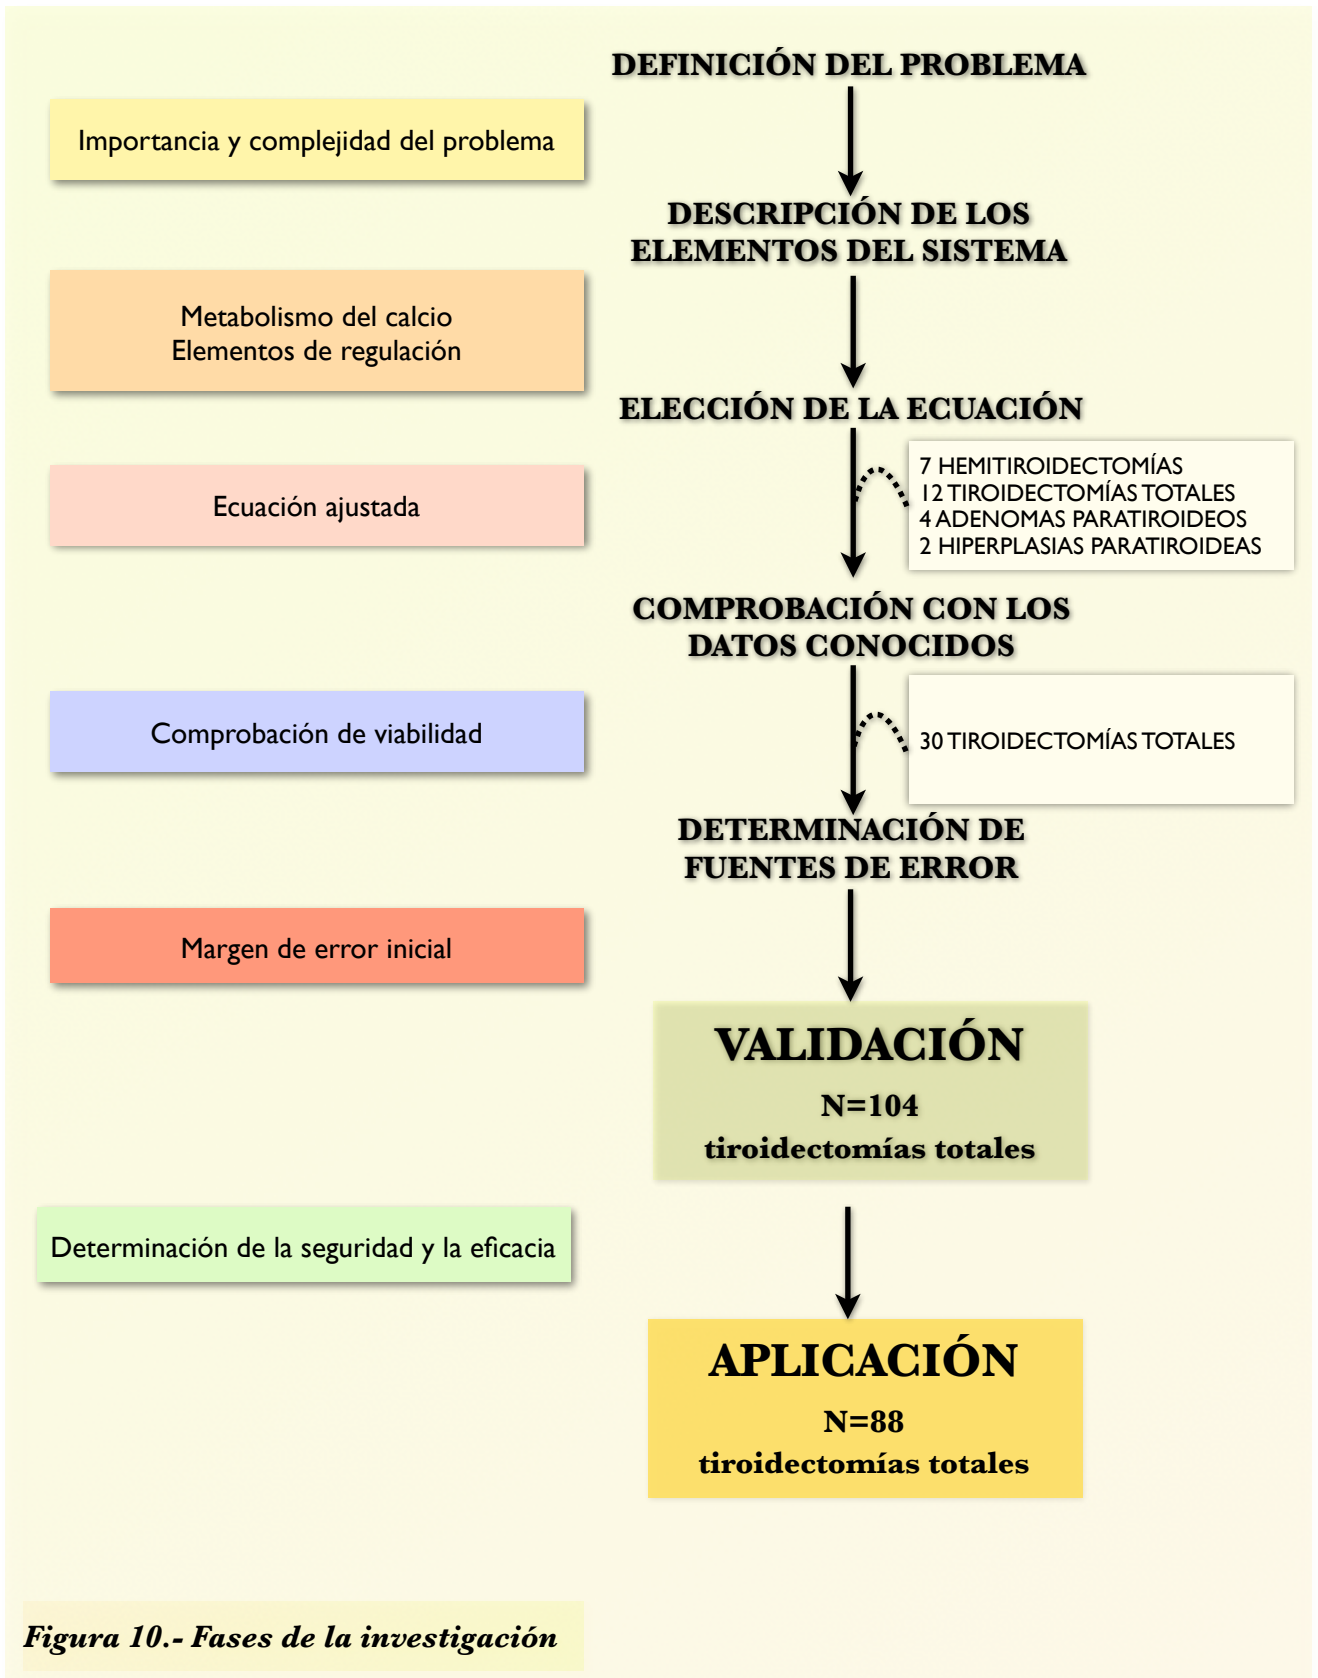 DEFINICIÓN DEL PROBLEMA
Importancia y complejidad del problema
DESCRIPCIÓN DE LOS
ELEMENTOS DEL SISTEMA
Metabolismo del calcio
Elementos de regulación
ELECCIÓN DE LA ECUACIÓN
7 HEMITIROIDECTOMÍAS
12 TIROIDECTOMÍAS TOTALES
4 ADENOMAS PARATIROIDEOS
2 HIPERPLASIAS PARATIROIDEAS
Ecuación ajustada
COMPROBACIÓN CON LOS
DATOS CONOCIDOS
Comprobación de viabilidad
30 TIROIDECTOMÍAS TOTALES
DETERMINACIÓN DE
FUENTES DE ERROR
Margen de error inicial
VALIDACIÓN
N=104
tiroidectomías totales
Determinación de la seguridad y la eficacia
APLICACIÓN
N=88
tiroidectomías totales
Figura 10.- Fases de la investigación